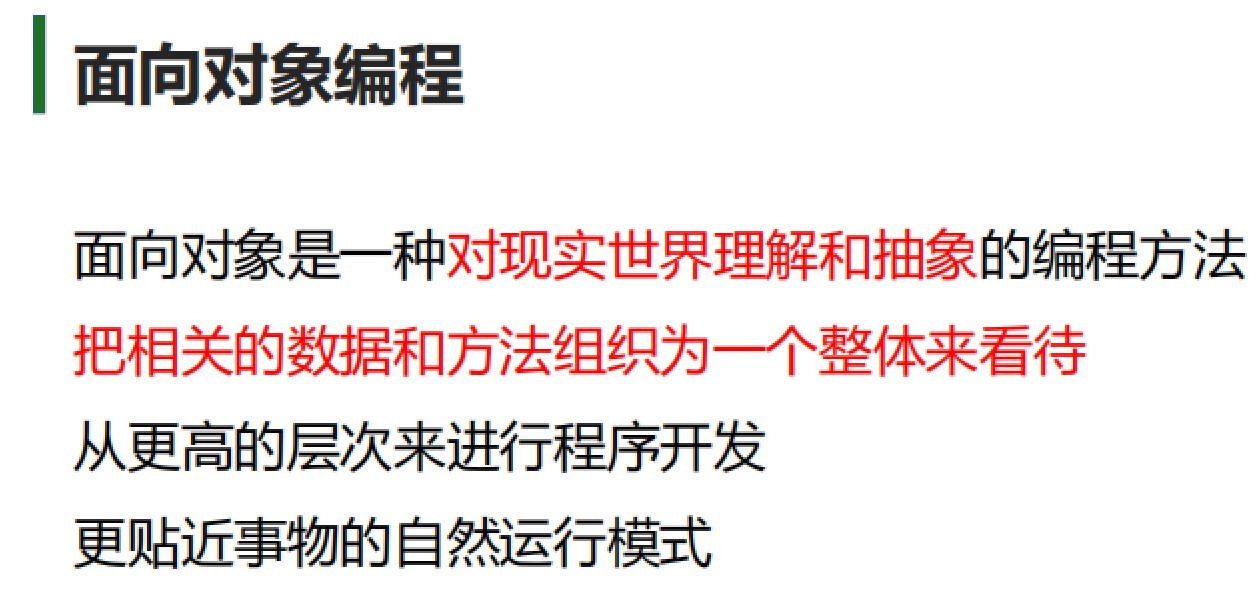 面向对象编程
面向对象是一种对现实世界理解和抽象的编程方法
把相关的数据和方法组织为一个整体来看待
从更高的层次来进行程序开发
更贴近事物的自然运行模式